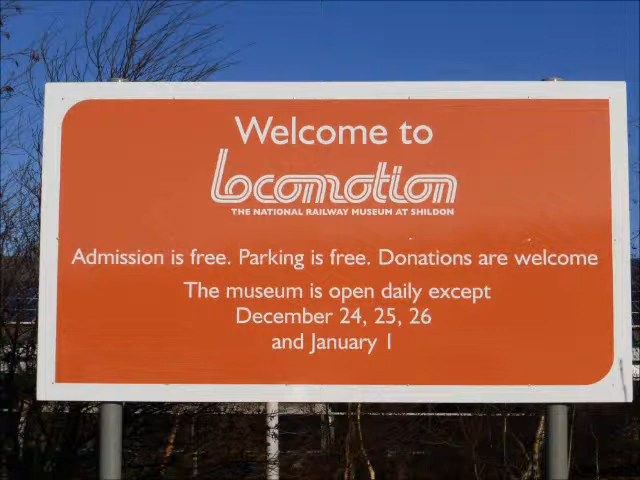 Welcome to
locomotion
THE NATIONAL RAILWAY MUSEUM AT SHILDON
Admission is free. Parking is free. Donations are welcome
The museum is open daily except
December 24, 25, 26
and January 1